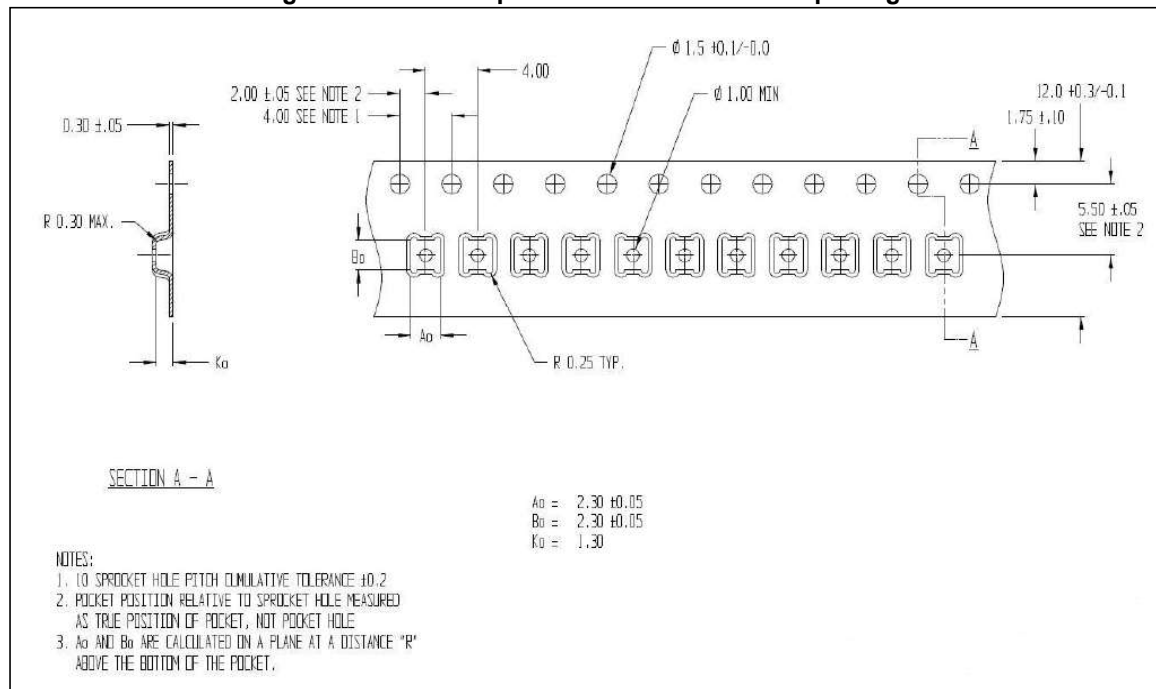 Ø 1.5 +0.1/-0.0
4.00
2.00 ±.05 SEE NOTE 2
Ø 1.00 MIN
12.0 +0.3/-0.1
4.00 SEE NOTE 1
1.75 ±.10
0.30 ±.05
A
R 0.30 MAX.
5.50 ±.05
SEE NOTE 2
Bo
Ao
A
Ko
R 0.25 TYP.
SECTION A - A
Ao = 2.30 ±0.05
Bo = 2.30 ±0.05
Ko = 1.30
NOTES:
1. 10 SPROCKET HOLE PITCH CUMULATIVE TOLERANCE ±0.2
2. POCKET POSITION RELATIVE TO SPROCKET HOLE MEASURED
AS TRUE POSITION OF POCKET, NOT POCKET HOLE
3. Ao AND Bo ARE CALCULATED ON A PLANE AT A DISTANCE "R"
ABOVE THE BOTTOM OF THE POCKET.